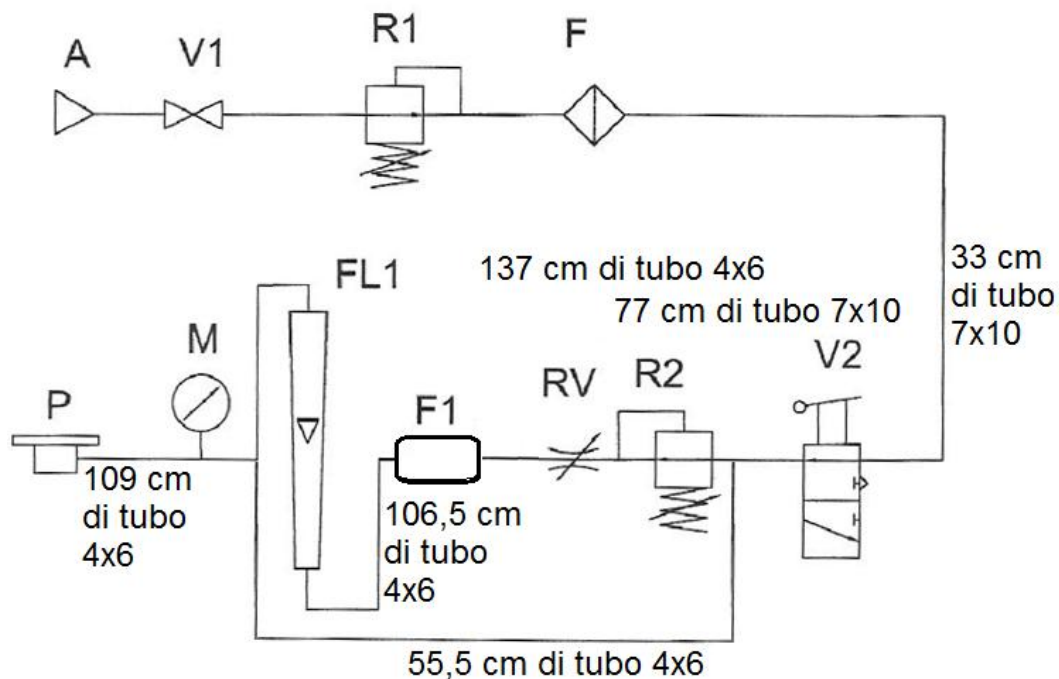 A
V1
R1
F
137 cm di tubo 4x6
77 cm di tubo 7x10
33 cm
di tubo
7x10
FL1
M
P
F1
RV
R2
V2
109 cm
di tubo
4x6
106,5 cm
di tubo
4x6
55,5 cm di tubo 4x6